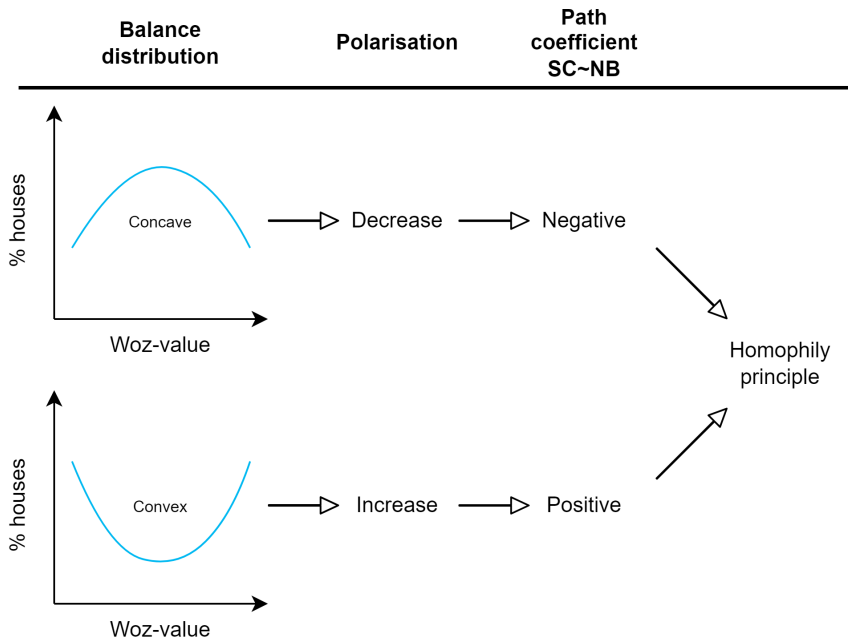 Balance
distribution
Polarisation
Path
coefficient
SC~NB
% houses
Concave
Woz-value
Decrease
Negative
Homophily
principle
% houses
Convex
Woz-value
Increase
Positive